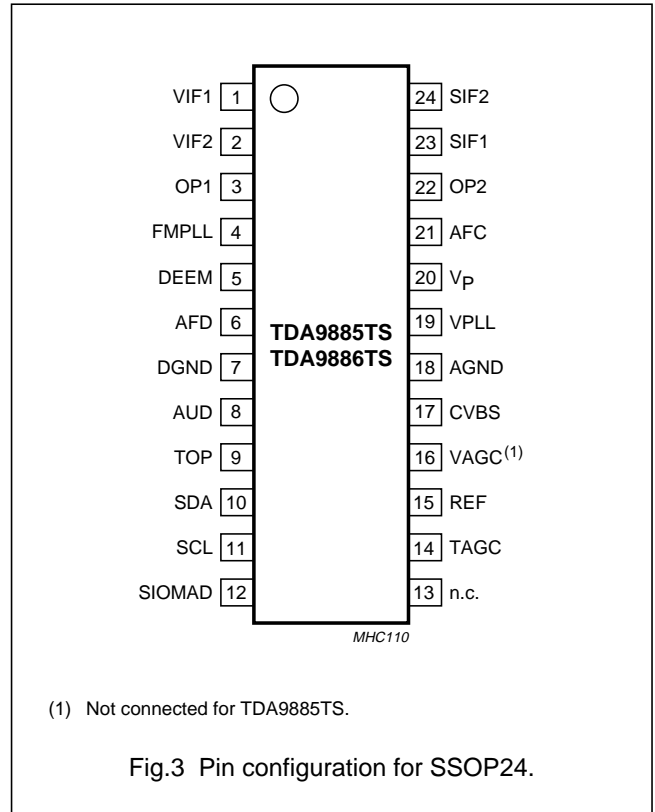 VIF1 1 24 SIF2
VIF2 2 23 SIF1
OP1 3 22 OP2
FMPLL 4 21 AFC
DEEM 5 20 VP
AFD 6 19 VPLL
TDA9885TS
TDA9886TS
DGND 7 18 AGND
AUD 8 17 CVBS
TOP 9 16 VAGC(1)
SDA 10 15 REF
SCL 11 14 TAGC
SIOMAD 12 13 n.c.
MHC110
(1) Not connected for TDA9885TS.
Fig.3 Pin configuration for SSOP24.